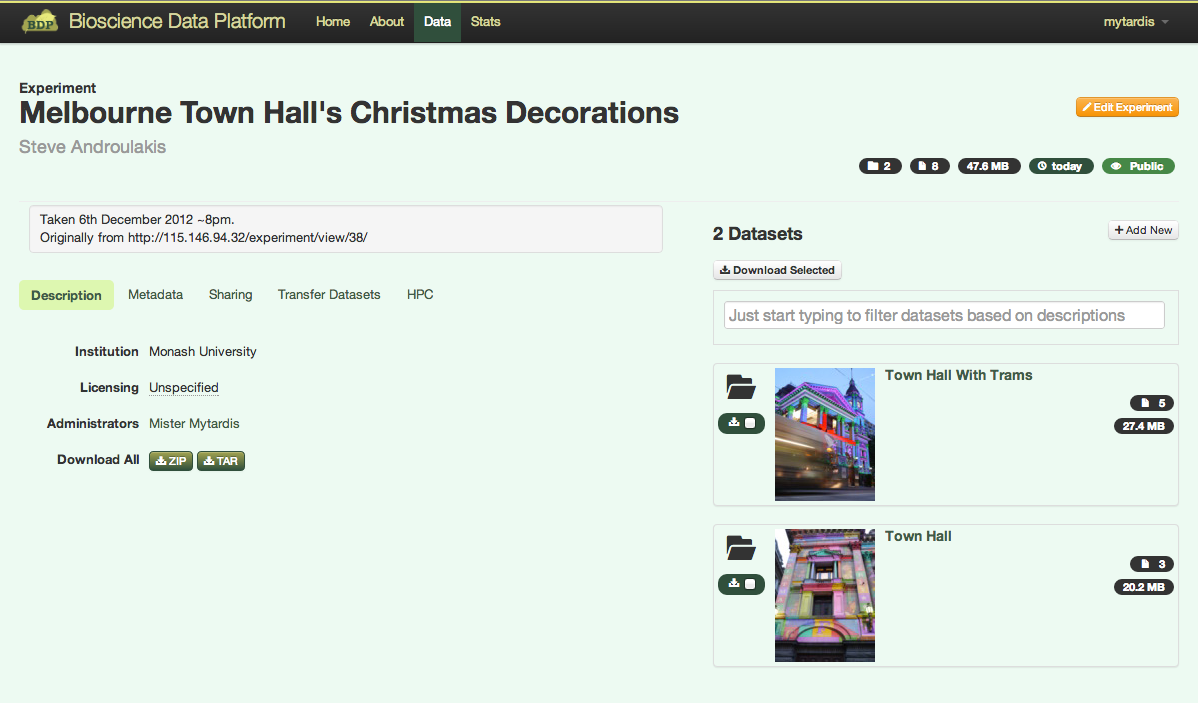 BDP Bioscience Data Platform Home About Data Stats mytardis
Experiment
Melbourne Town Hall's Christmas Decorations
Edit Experiment
Steve Androulakis
2 8 47.6 MB today Public
Taken 6th December 2012 ~8pm.
Originally from http://115.146.94.32/experiment/view/38/
Description Metadata Sharing Transfer Datasets HPC
Institution Monash University
Licensing Unspecified
Administrators Mister Mytardis
Download All ZIP TAR
2 Datasets
+ Add New
Download Selected
Just start typing to filter datasets based on descriptions
Town Hall With Trams
5
27.4 MB
Town Hall
3
20.2 MB